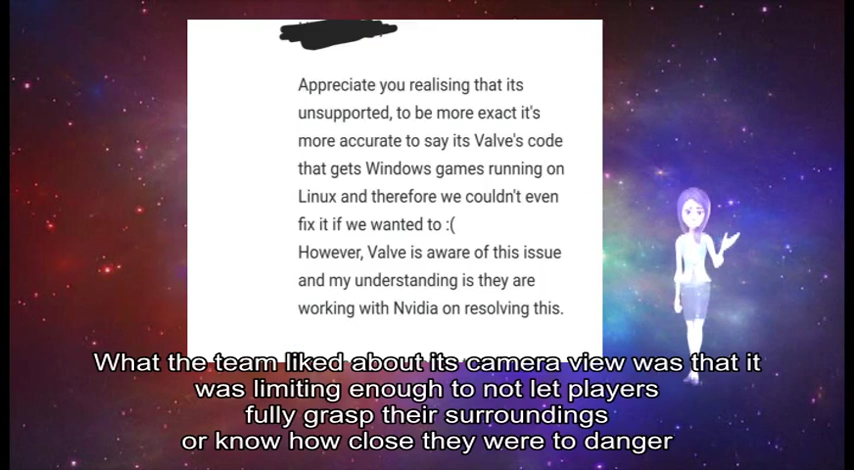 Appreciate you realising that its
unsupported, to be more exact it's
more accurate to say its Valve's code
that gets Windows games running on
Linux and therefore we couldn't even
fix it if we wanted to :(
However, Valve is aware of this issue
and my understanding is they are
working with Nvidia on resolving this.
What the team liked about its camera view was that it
was limiting enough to not let players
fully grasp their surroundings
or know how close they were to danger